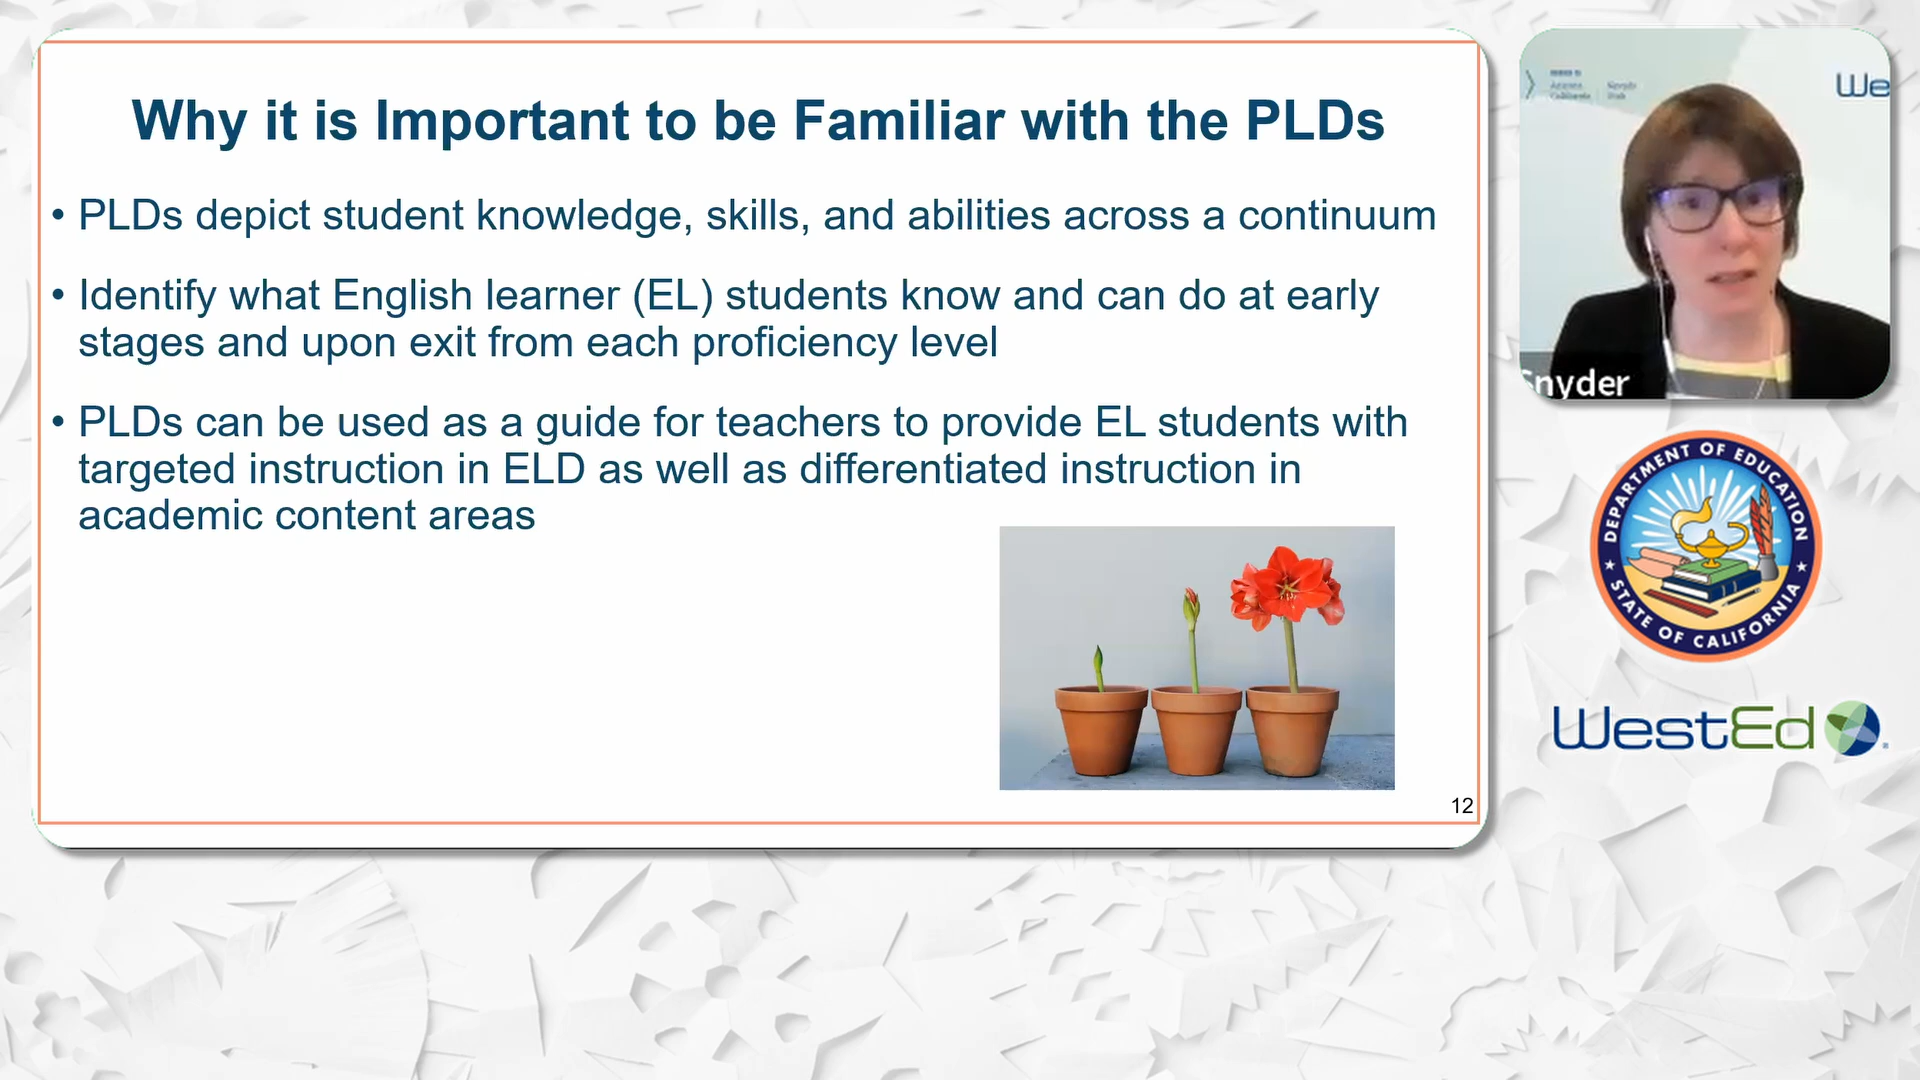 Why it is Important to be Familiar with the PLDs
• PLDs depict student knowledge, skills, and abilities across a continuum
• Identify what English learner (EL) students know and can do at early
stages and upon exit from each proficiency level
• PLDs can be used as a guide for teachers to provide EL students with
targeted instruction in ELD as well as differentiated instruction in
academic content areas
12
We
Snyder
DEPARTMENT OF EDUCATION
STATE OF CALIFORNIA
WestEd